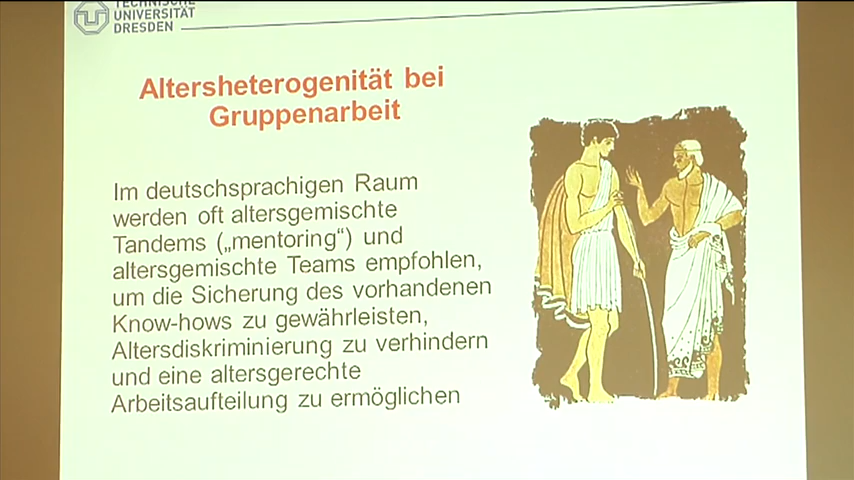 TECHNISCHE
UNIVERSITÄT
DRESDEN
Altersheterogenität bei
Gruppenarbeit
Im deutschsprachigen Raum
werden oft altersgemischte
Tandems („mentoring“) und
altersgemischte Teams empfohlen,
um die Sicherung des vorhandenen
Know-hows zu gewährleisten,
Altersdiskriminierung zu verhindern
und eine altersgerechte
Arbeitsaufteilung zu ermöglichen